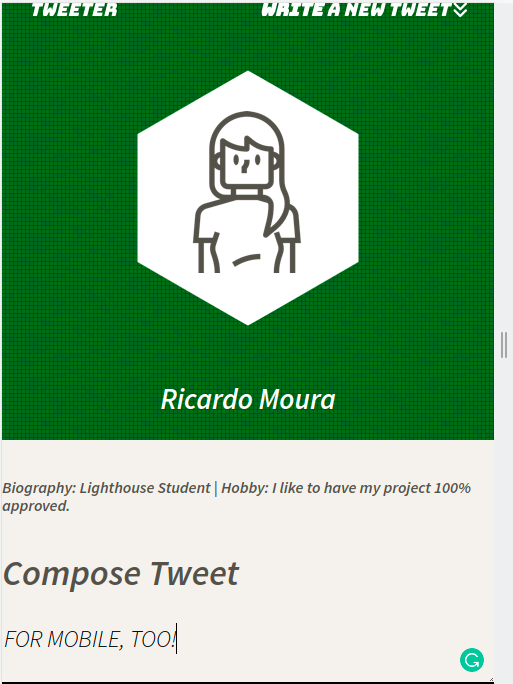 TWEETER
WRITE A NEW TWEET
Ricardo Moura
Biography: Lighthouse Student | Hobby: I like to have my project 100%
approved.
Compose Tweet
FOR MOBILE, TOO!